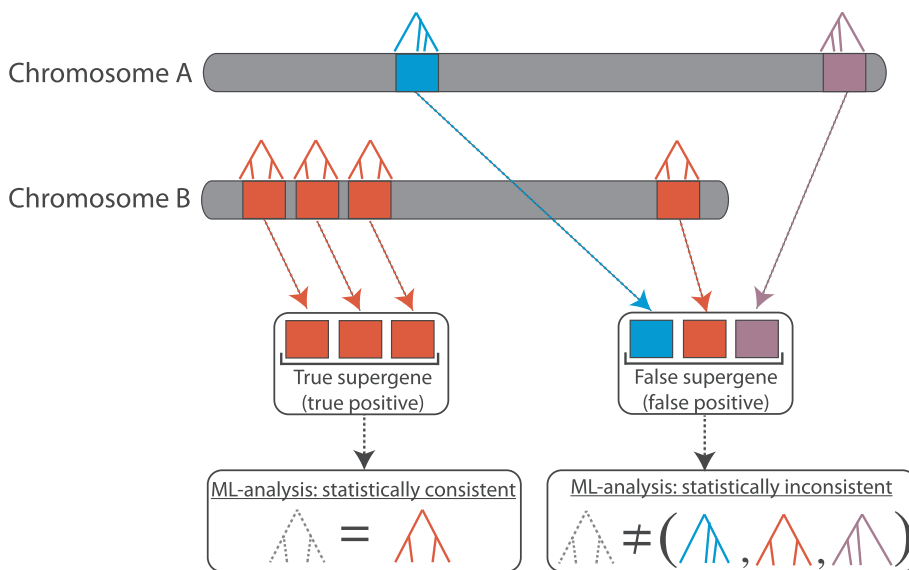 Chromosome A
Chromosome B
True supergene
(true positive)
False supergene
(false positive)
ML-analysis: statistically consistent
=
ML-analysis: statistically inconsistent
≠ ( , , )